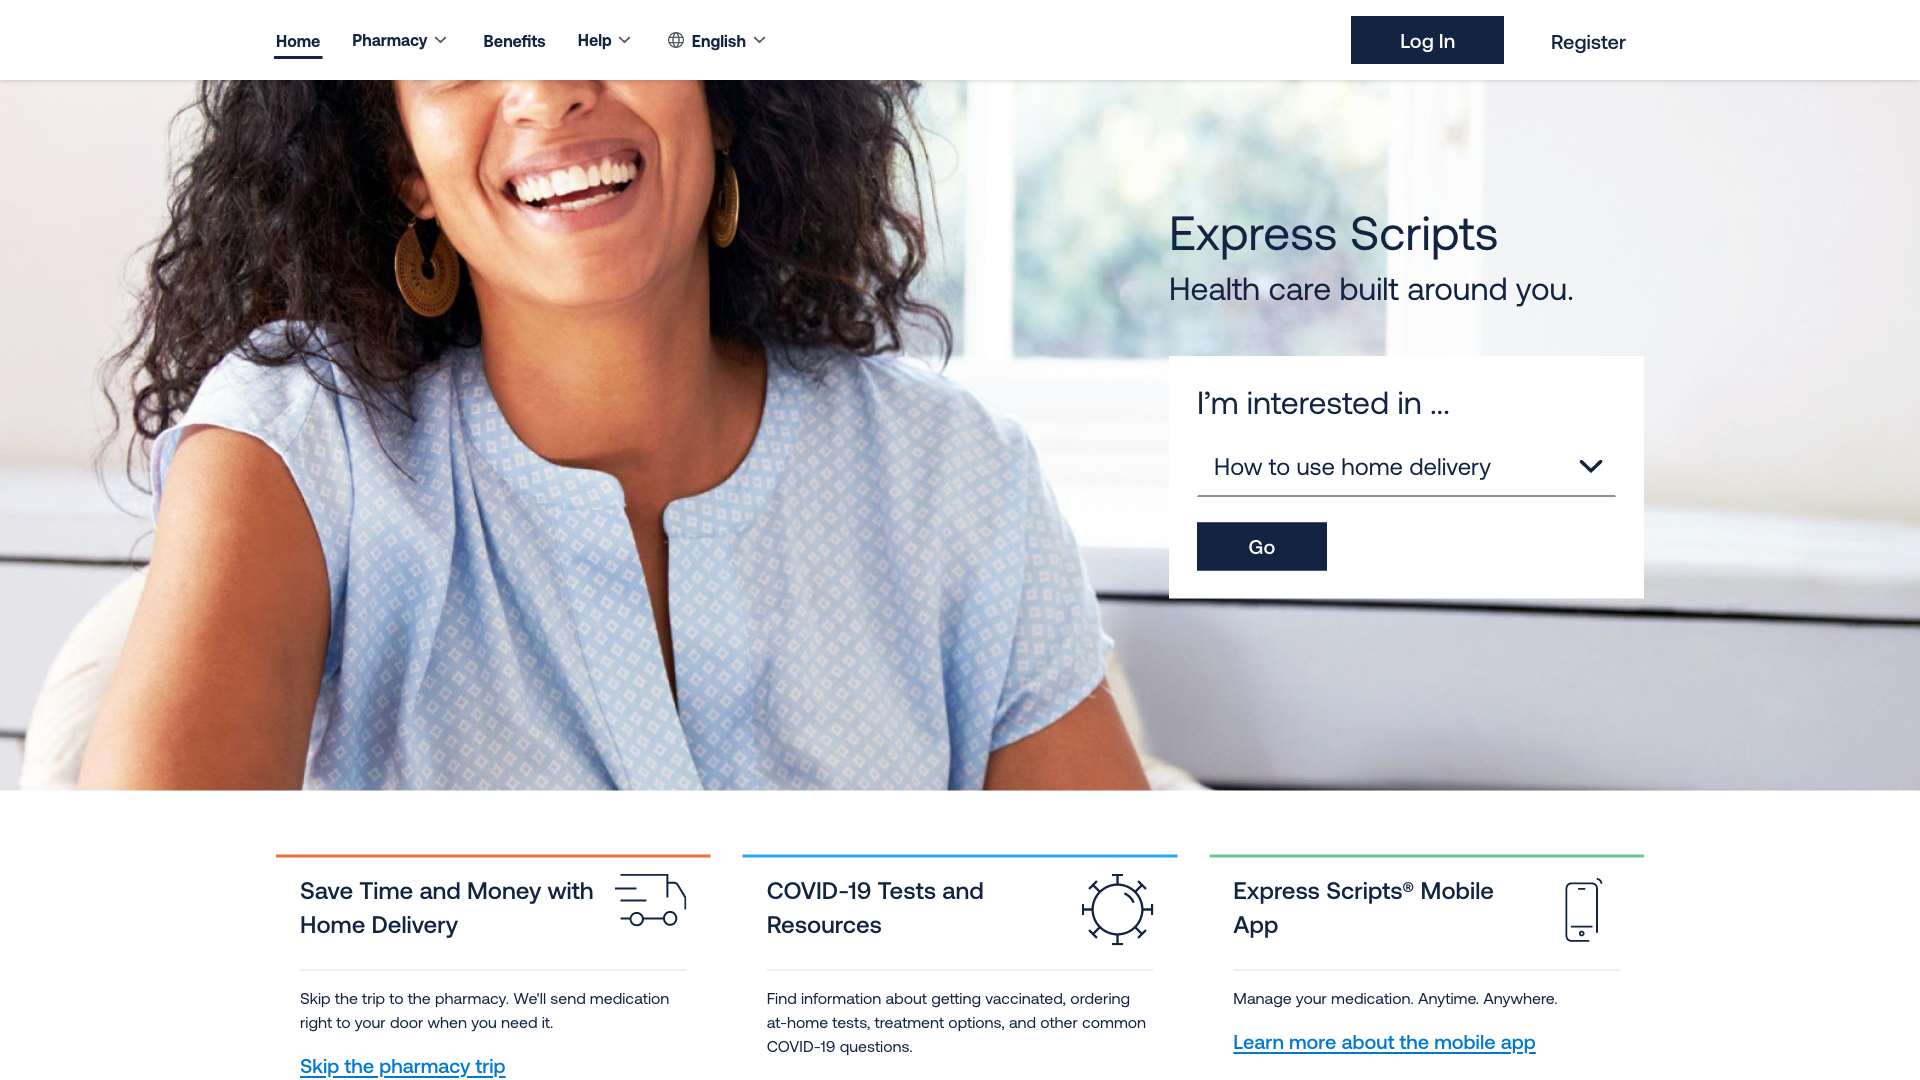 Home
Pharmacy
Benefits
Help
English
Log In
Register
Express Scripts
Health care built around you.
I’m interested in ...
How to use home delivery
Go
Save Time and Money with
Home Delivery
Skip the trip to the pharmacy. We'll send medication
right to your door when you need it.
Skip the pharmacy trip
COVID-19 Tests and
Resources
Find information about getting vaccinated, ordering
at-home tests, treatment options, and other common
COVID-19 questions.
Express Scripts® Mobile
App
Manage your medication. Anytime. Anywhere.
Learn more about the mobile app